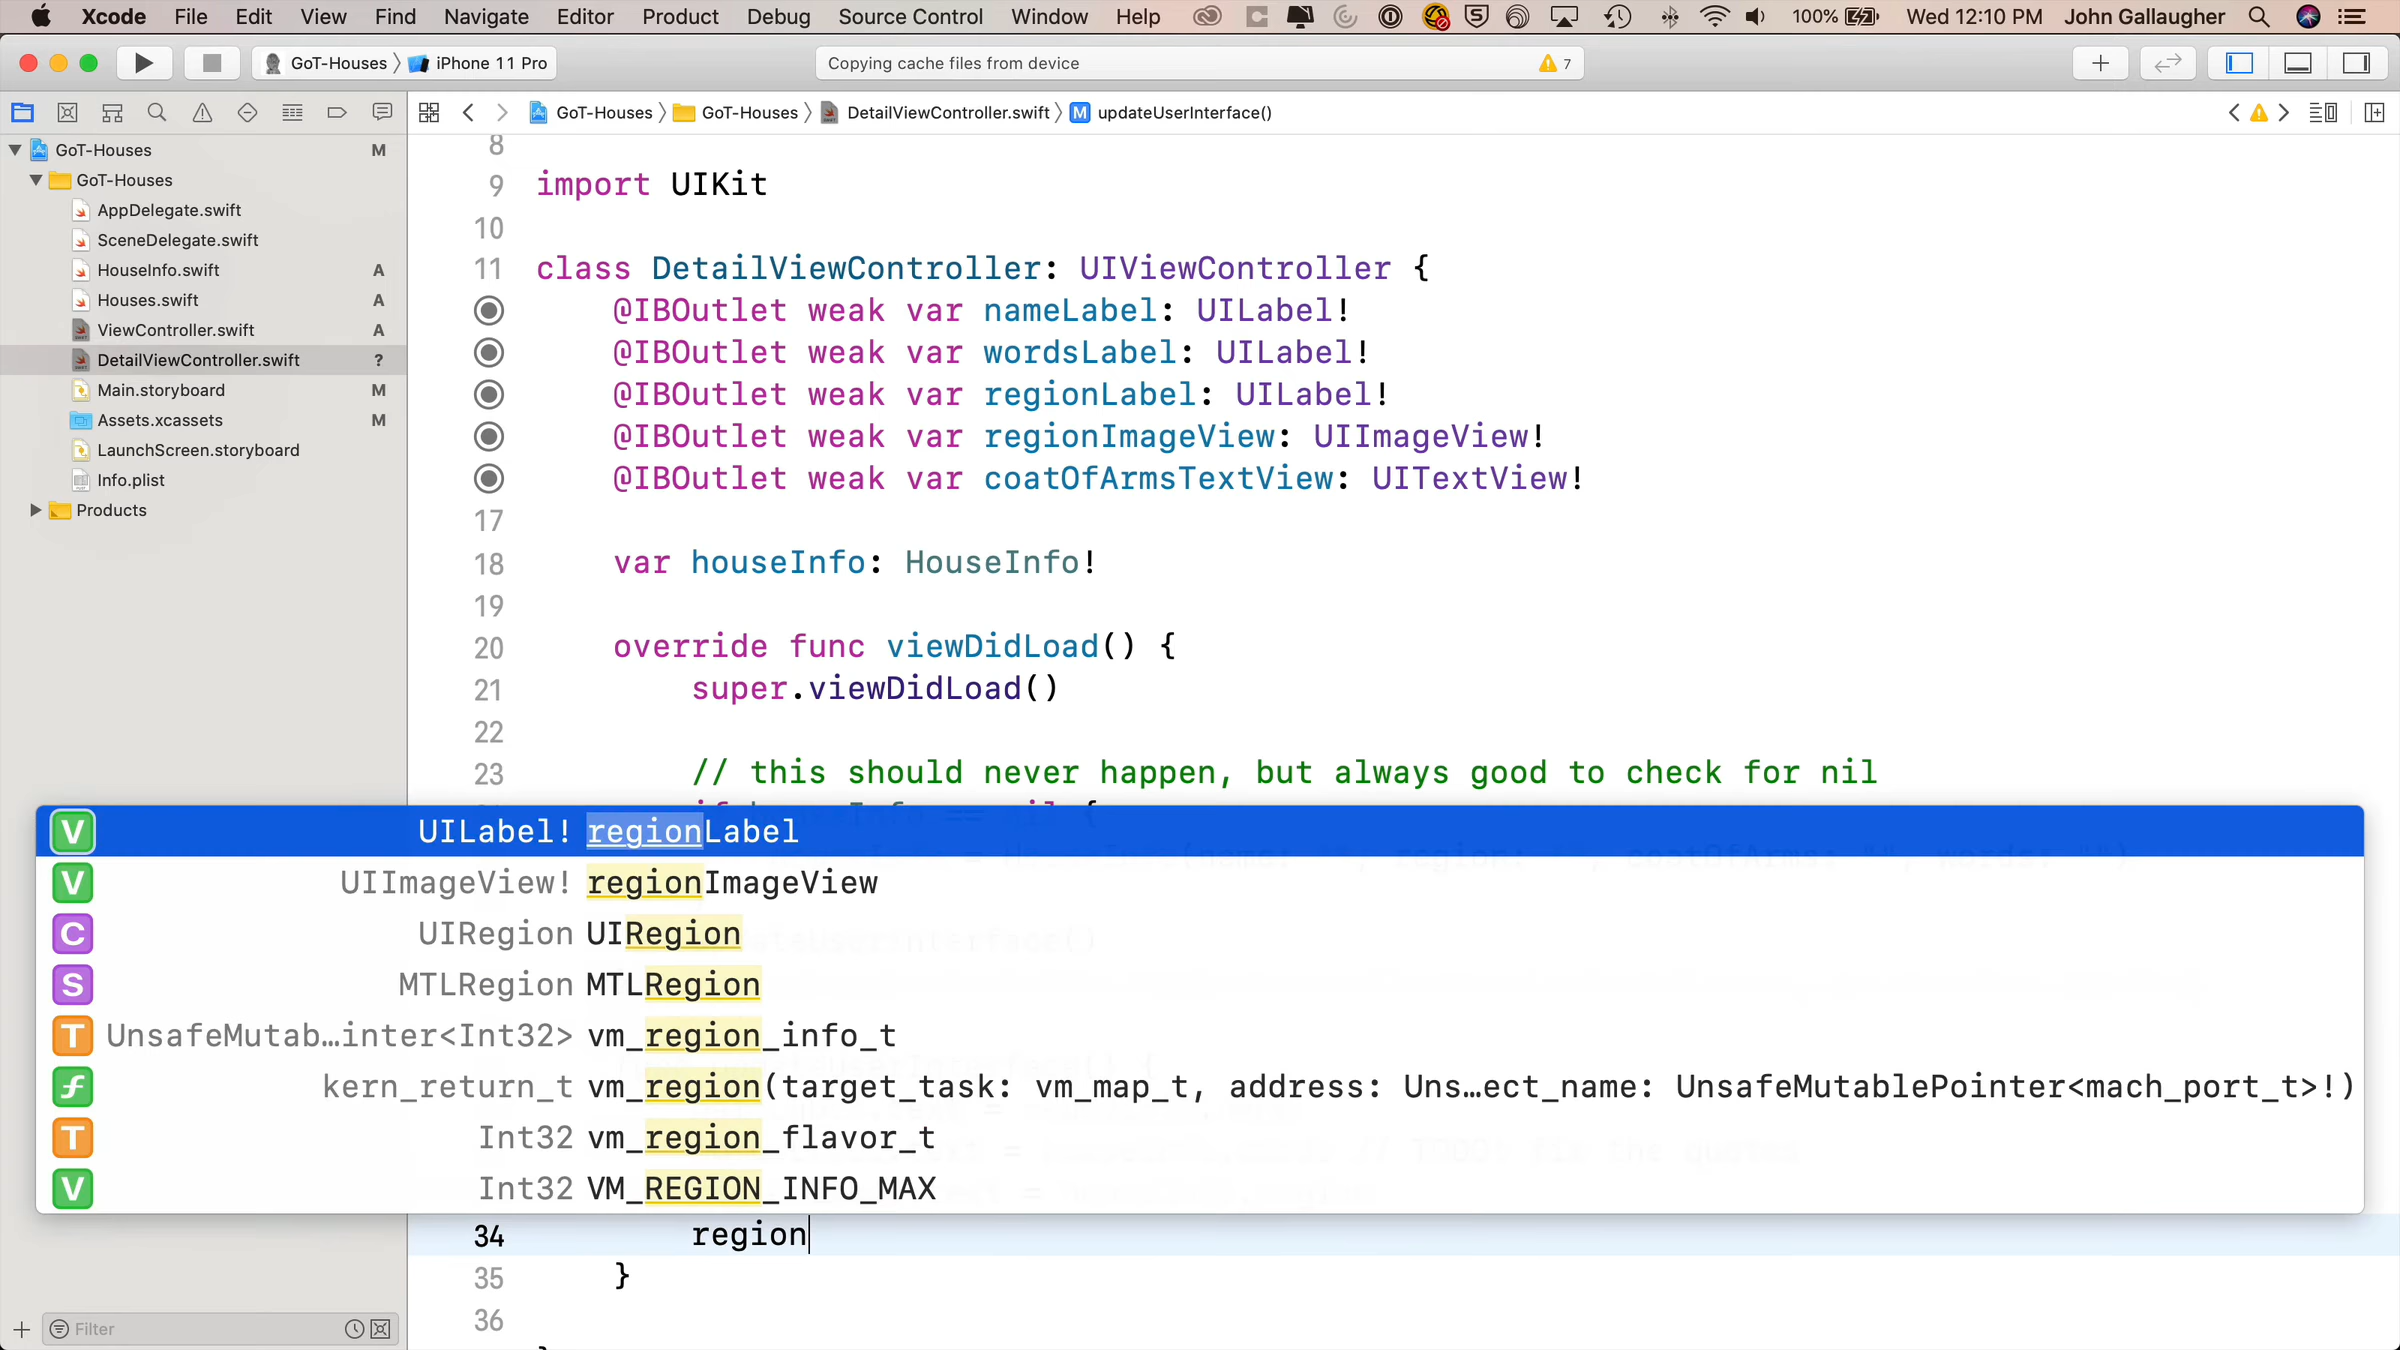 Xcode File Edit View Find Navigate Editor Product Debug Source Control Window Help 100% Wed 12:10 PM John Gallaugher
GoT-Houses iPhone 11 Pro Copying cache files from device 7
GoT-Houses GoT-Houses DetailViewController.swift M updateUserInterface()
GoT-Houses M
GoT-Houses
AppDelegate.swift
SceneDelegate.swift
HouseInfo.swift A
Houses.swift A
ViewController.swift A
DetailViewController.swift ?
Main.storyboard M
Assets.xcassets M
LaunchScreen.storyboard
Info.plist
Products
Filter
8
9 import UIKit
10
11 class DetailViewController: UIViewController {
@IBOutlet weak var nameLabel: UILabel!
@IBOutlet weak var wordsLabel: UILabel!
@IBOutlet weak var regionLabel: UILabel!
@IBOutlet weak var regionImageView: UIImageView!
@IBOutlet weak var coatOfArmsTextView: UITextView!
17
18 var houseInfo: HouseInfo!
19
20 override func viewDidLoad() {
21 super.viewDidLoad()
22
23 // this should never happen, but always good to check for nil
V UILabel! regionLabel
V UIImageView! regionImageView
C UIRegion UIRegion
S MTLRegion MTLRegion
T UnsafeMutab…inter<Int32> vm_region_info_t
f kern_return_t vm_region(target_task: vm_map_t, address: Uns…ect_name: UnsafeMutablePointer<mach_port_t>!)
T Int32 vm_region_flavor_t
V Int32 VM_REGION_INFO_MAX
34 region
35 }
36